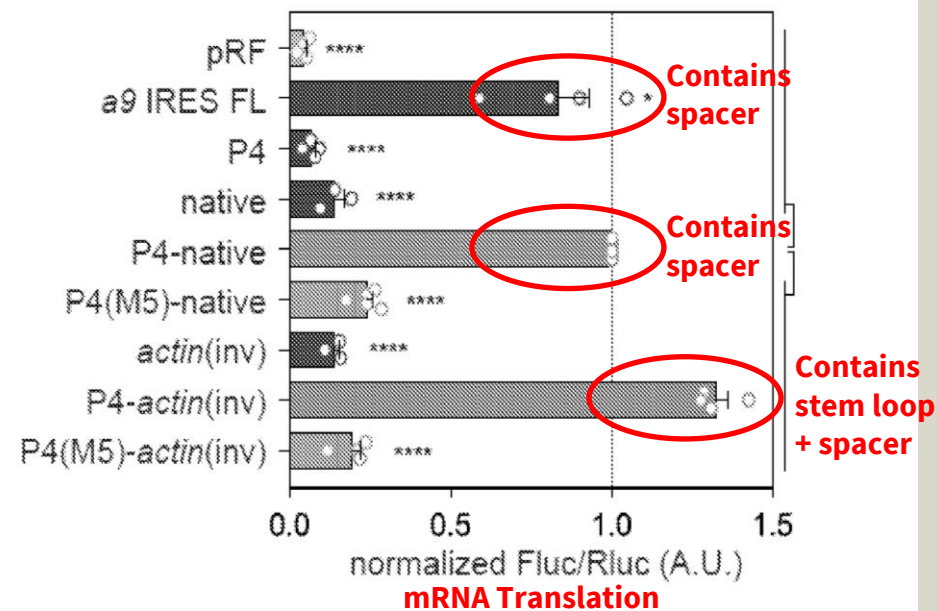 pRF
****
a9 IRES FL
*
Contains
spacer
P4
****
native
****
P4-native
Contains
spacer
P4(M5)-native
****
actin(inv)
****
P4-actin(inv)
Contains
stem loop
+ spacer
P4(M5)-actin(inv)
****
0.0 0.5 1.0 1.5
normalized Fluc/Rluc (A.U.)
mRNA Translation